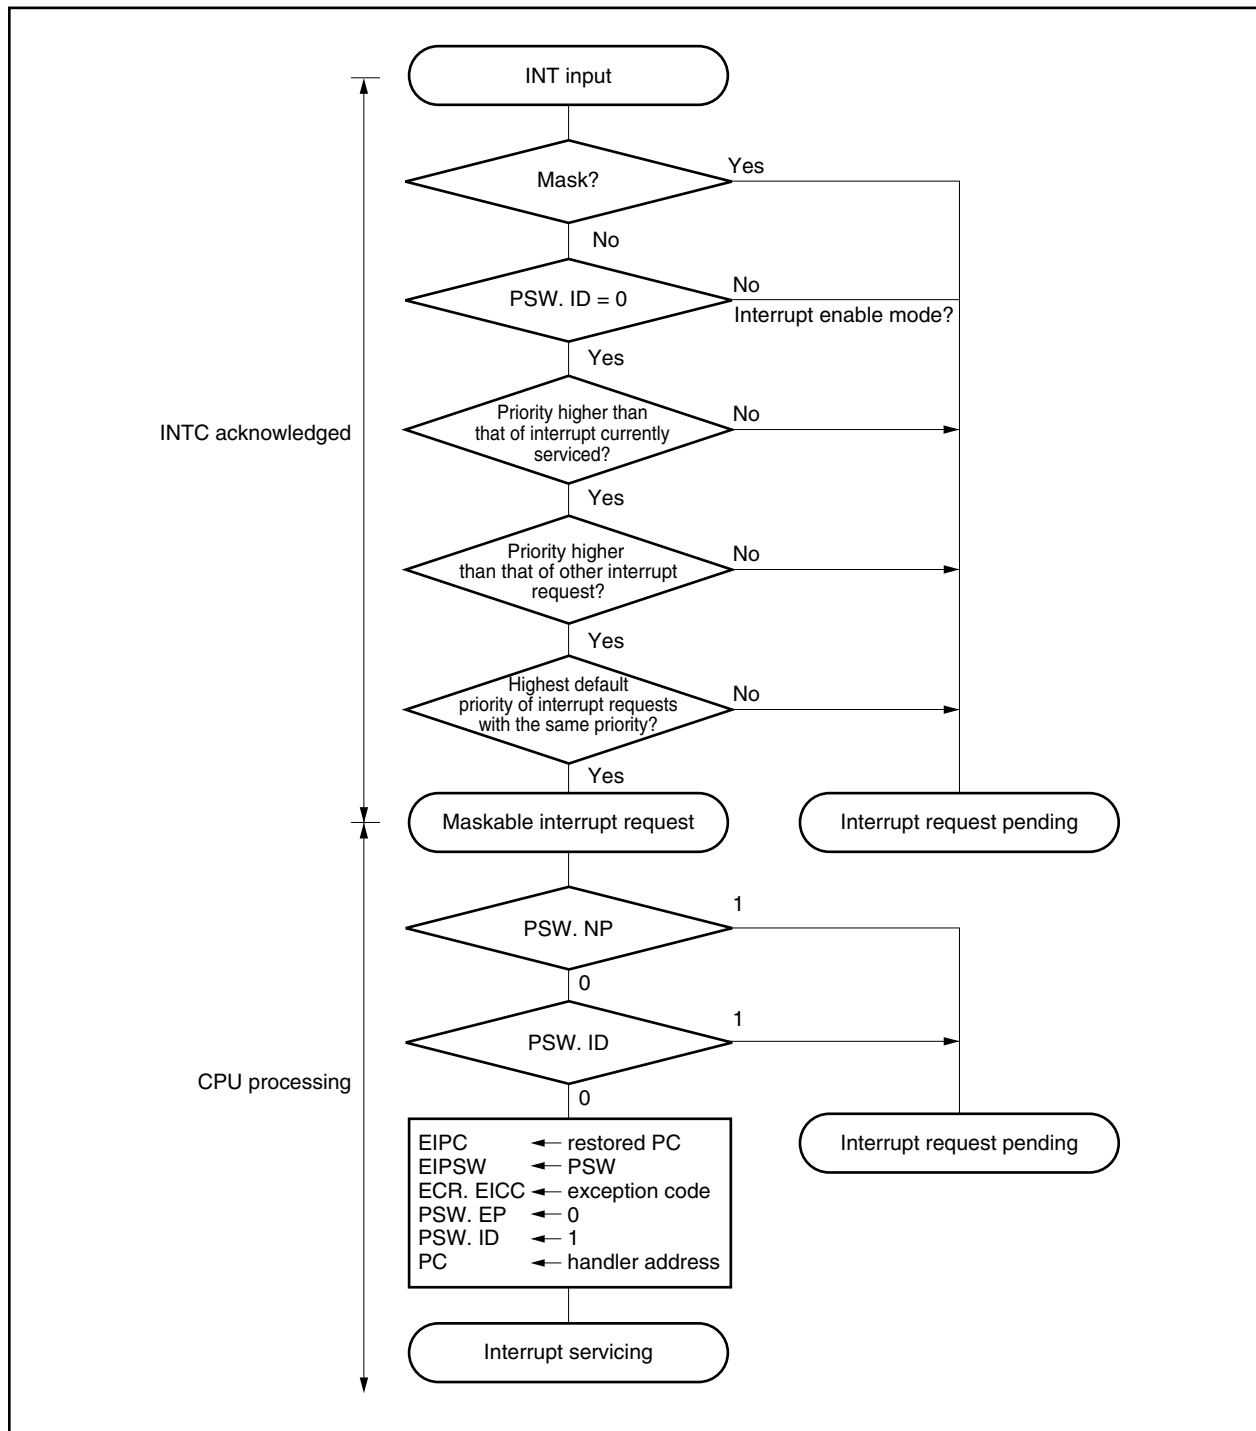 INT input
Mask?
Yes
No
PSW. ID = 0
No
Interrupt enable mode?
Yes
Priority higher than
that of interrupt currently
serviced?
No
INTC acknowledged
Yes
Priority higher
than that of other interrupt
request?
No
Yes
Highest default
priority of interrupt requests
with the same priority?
No
Yes
Maskable interrupt request
Interrupt request pending
PSW. NP
1
0
PSW. ID
1
CPU processing
0
EIPC ← restored PC
EIPSW ← PSW
ECR. EICC ← exception code
PSW. EP ← 0
PSW. ID ← 1
PC ← handler address
Interrupt request pending
Interrupt servicing